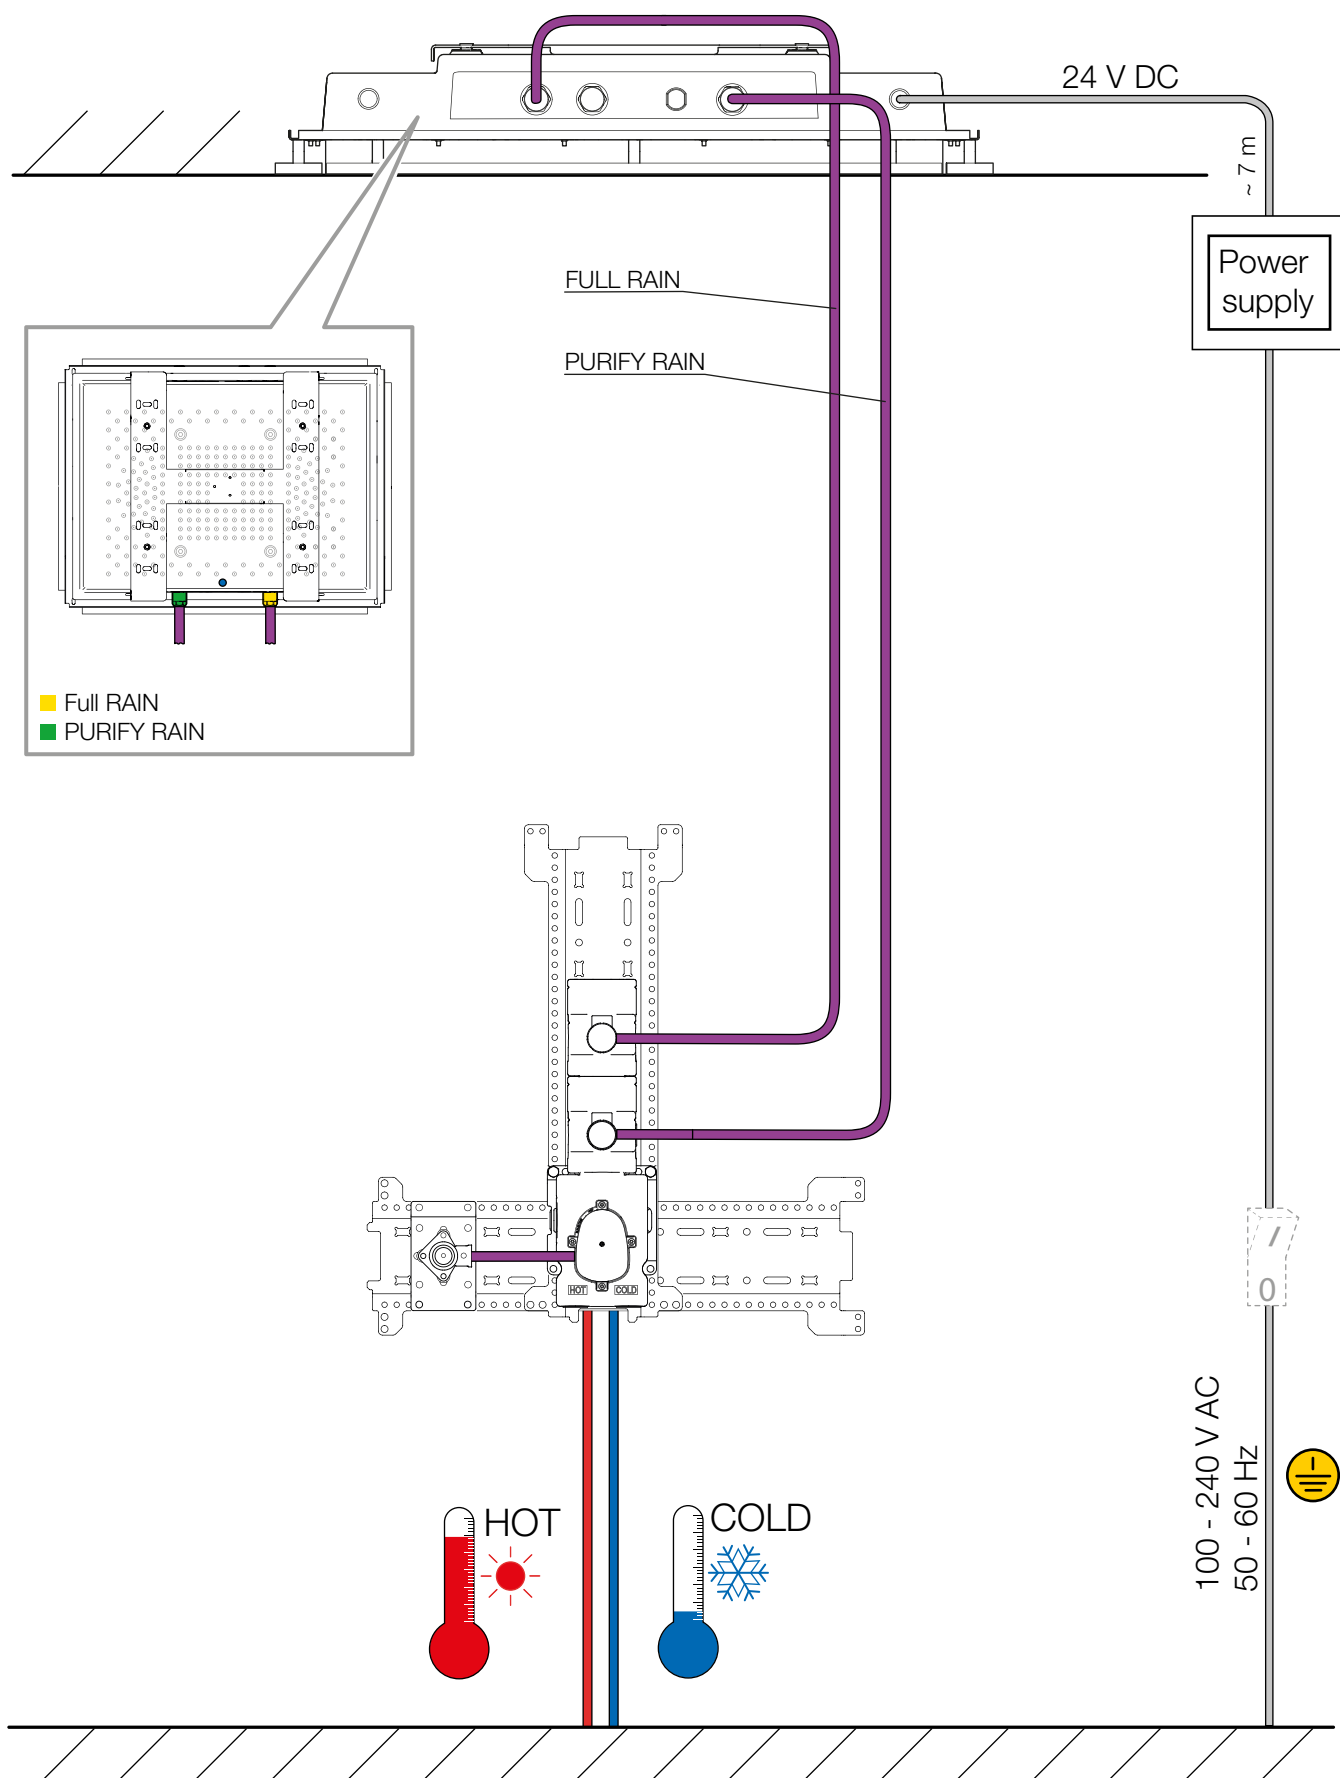 24 V DC
~ 7 m
Power
supply
FULL RAIN
PURIFY RAIN
Full RAIN
PURIFY RAIN
HOT
COLD
I
0
100 - 240 V AC
50 - 60 Hz
HOT
COLD